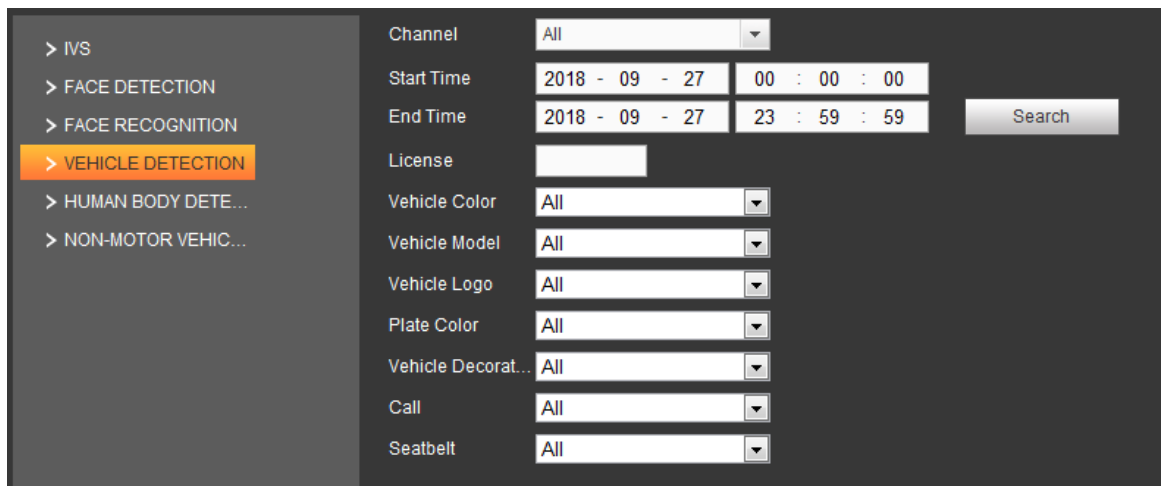 > IVS
> FACE DETECTION
> FACE RECOGNITION
> VEHICLE DETECTION
> HUMAN BODY DETE...
> NON-MOTOR VEHIC...
Channel All
Start Time 2018 - 09 - 27 00 : 00 : 00
End Time 2018 - 09 - 27 23 : 59 : 59 Search
License
Vehicle Color All
Vehicle Model All
Vehicle Logo All
Plate Color All
Vehicle Decorat... All
Call All
Seatbelt All